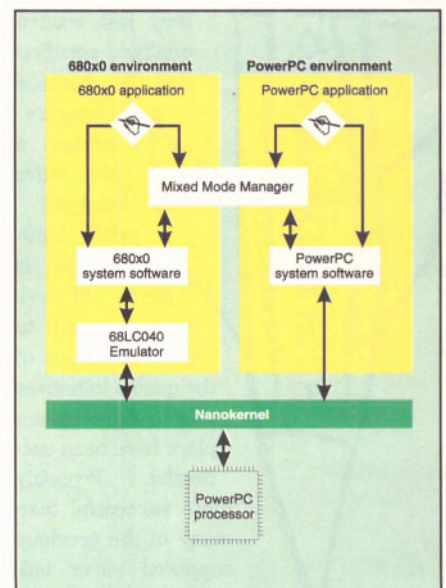 680x0 environment
PowerPC environment
680x0 application
PowerPC application
Mixed Mode Manager
680x0
system software
PowerPC
system software
68LC040
Emulator
Nanokernel
PowerPC
processor